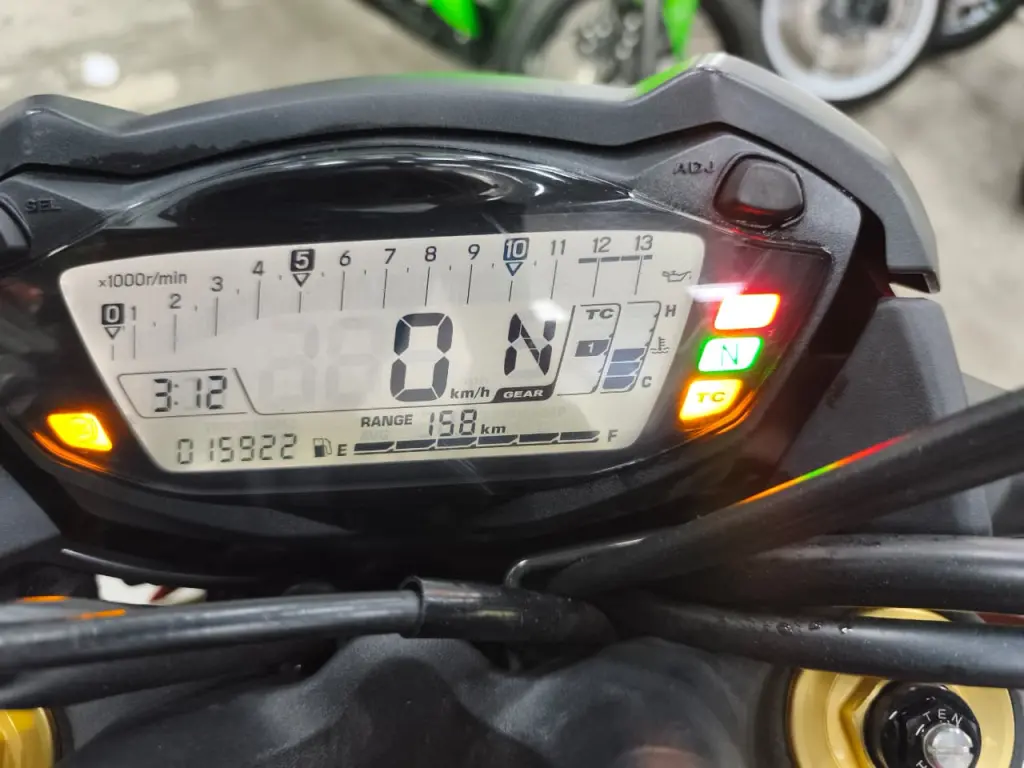 ADJ
SEL
×1000r/min
0 1 2 3 4 5 6 7 8 9 10 11 12 13
3:12
0 km/h
N
GEAR
TC
1
H
C
N
TC
RANGE 158 km
015922
E F
TEN